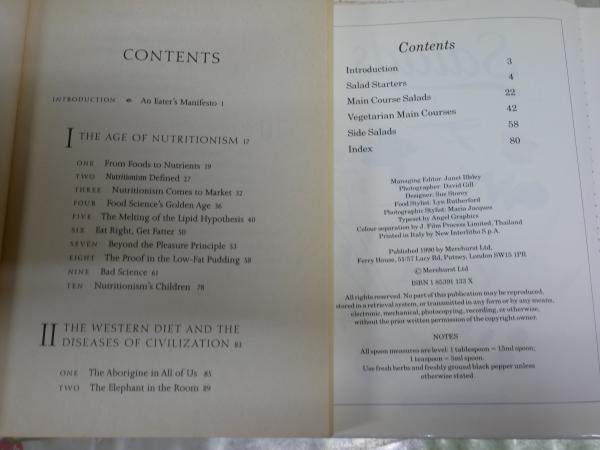 CONTENTS
INTRODUCTION An Eater's Manifesto 1
I THE AGE OF NUTRITIONISM 17
ONE From Foods to Nutrients 19
TWO Nutritionism Defined 27
THREE Nutritionism Comes to Market 32
FOUR Food Science's Golden Age 36
FIVE The Melting of the Lipid Hypothesis 40
SIX Eat Right, Get Fatter 50
SEVEN Beyond the Pleasure Principle 53
EIGHT The Proof in the Low-Fat Pudding 58
NINE Bad Science 61
TEN Nutritionism's Children 78
II THE WESTERN DIET AND THE
DISEASES OF CIVILIZATION 83
ONE The Aborigine in All of Us 85
TWO The Elephant in the Room 89
Contents
Introduction 3
Salad Starters 4
Main Course Salads 22
Vegetarian Main Courses 42
Side Salads 58
Index 80
Managing Editor: Janet Illsley
Photographer: David Gill
Designer: Sue Storey
Food Stylist: Lyn Rutherford
Photographic Stylist: Maria Jacques
Typeset by Angel Graphics
Colour separation by J. Film Process Limited, Thailand
Printed in Italy by New Interlitho S.p.A.
Published 1990 by Merehurst Ltd,
Ferry House, 51-57 Lacy Rd, Putney, London SW15 1PR
© Merehurst Ltd
ISBN 1 85391 133 X
All rights reserved. No part of this publication may be reproduced,
stored in a retrieval system, or transmitted in any form or by any means,
electronic, mechanical, photocopying, recording, or otherwise,
without the prior written permission of the copyright owner.
NOTES
All spoon measures are level: 1 tablespoon = 15ml spoon;
1 teaspoon = 5ml spoon.
Use fresh herbs and freshly ground black pepper unless
otherwise stated.